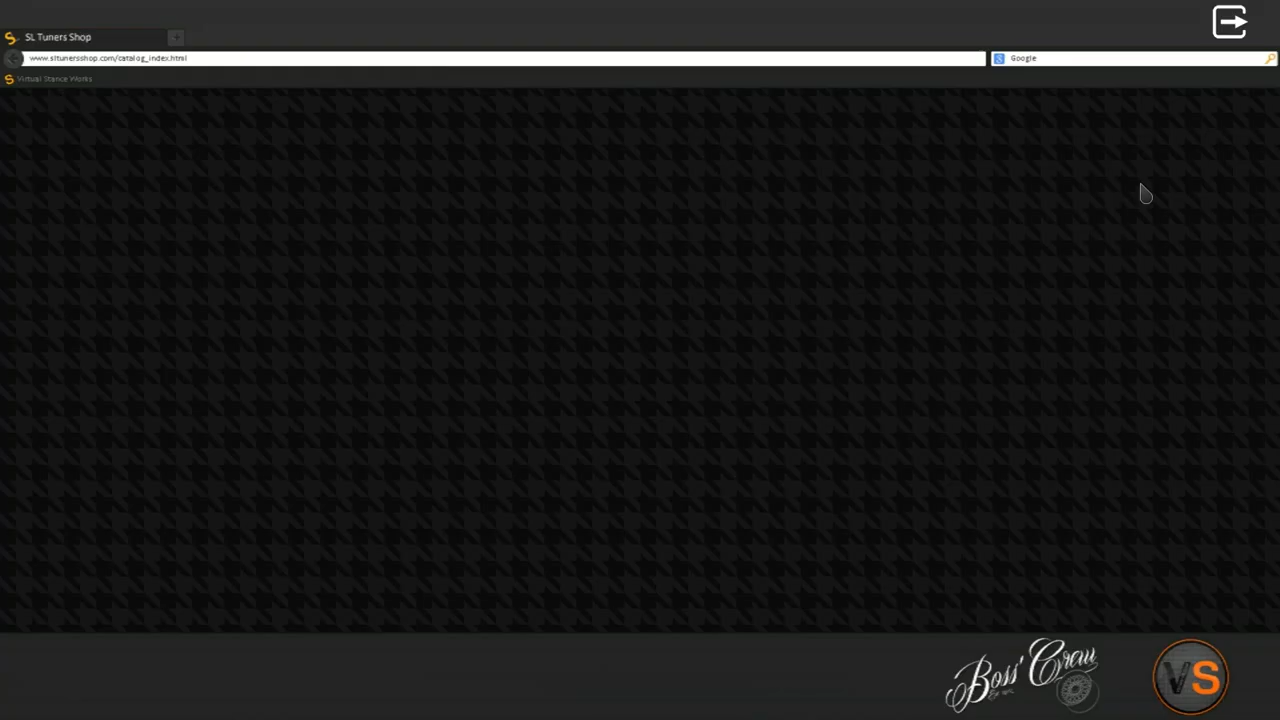 SL Tuners Shop
www.sltunersshop.com/catalog_index.html
Google
Virtual Stance Works
Boss' Crew
VS